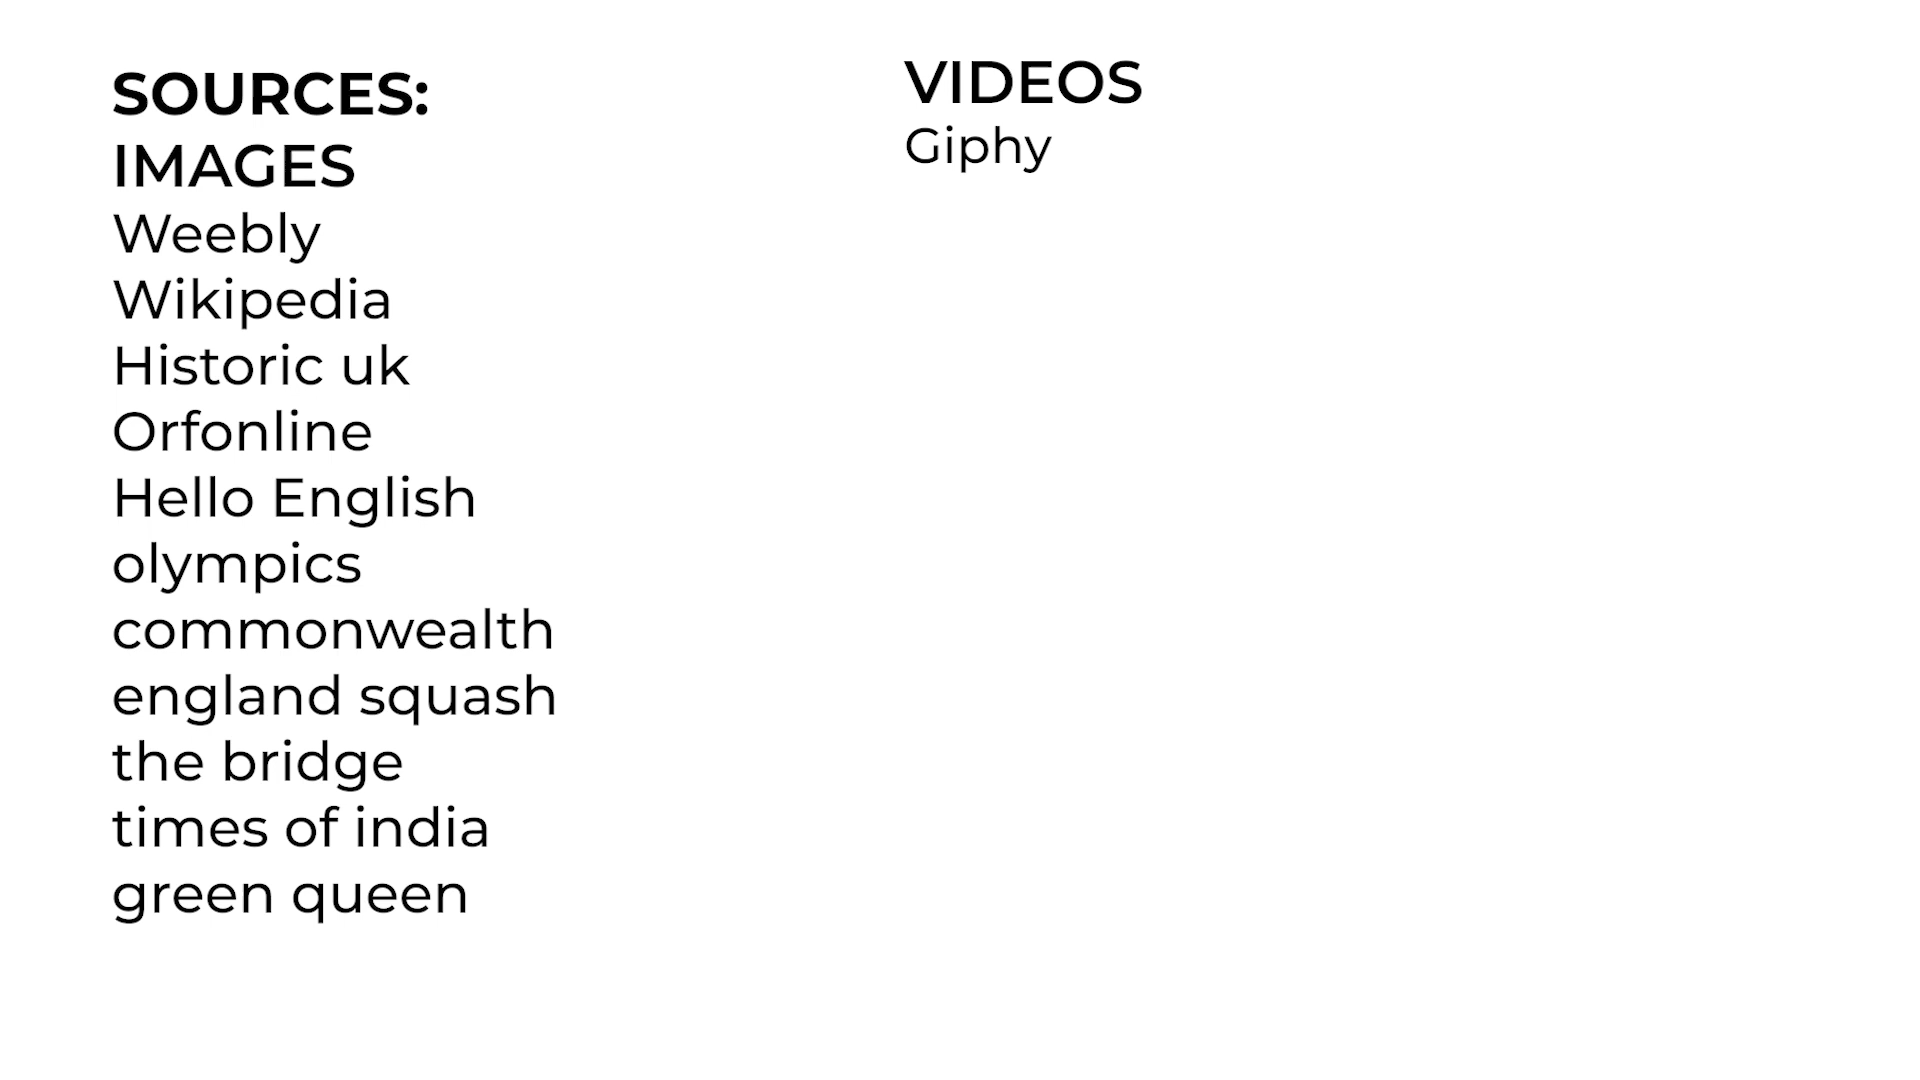 SOURCES:
IMAGES
Weebly
Wikipedia
Historic uk
Orfonline
Hello English
olympics
commonwealth
england squash
the bridge
times of india
green queen
VIDEOS
Giphy